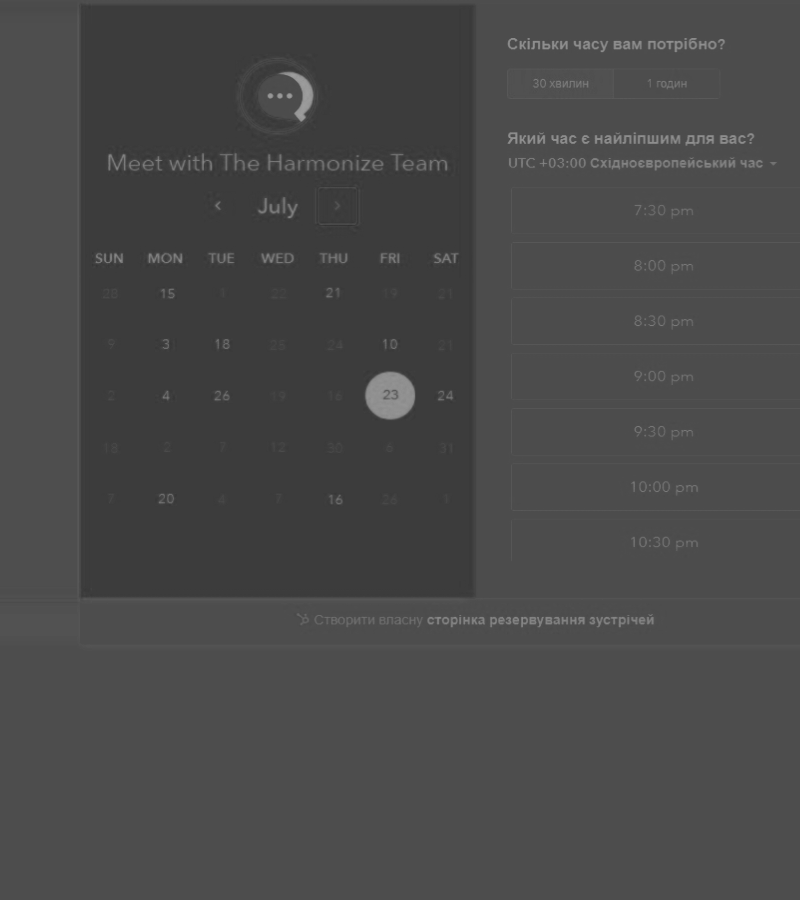 Meet with The Harmonize Team
July
SUN MON TUE WED THU FRI SAT
28 15 1 22 21 19 21
9 3 18 25 24 10 21
2 4 26 19 16 23 24
18 2 7 12 30 6 31
7 20 4 7 16 26 1
Скільки часу вам потрібно?
30 хвилин 1 годин
Який час є найліпшим для вас?
UTC +03:00 Східноєвропейський час
7:30 pm
8:00 pm
8:30 pm
9:00 pm
9:30 pm
10:00 pm
10:30 pm
Створити власну сторінка резервування зустрічей